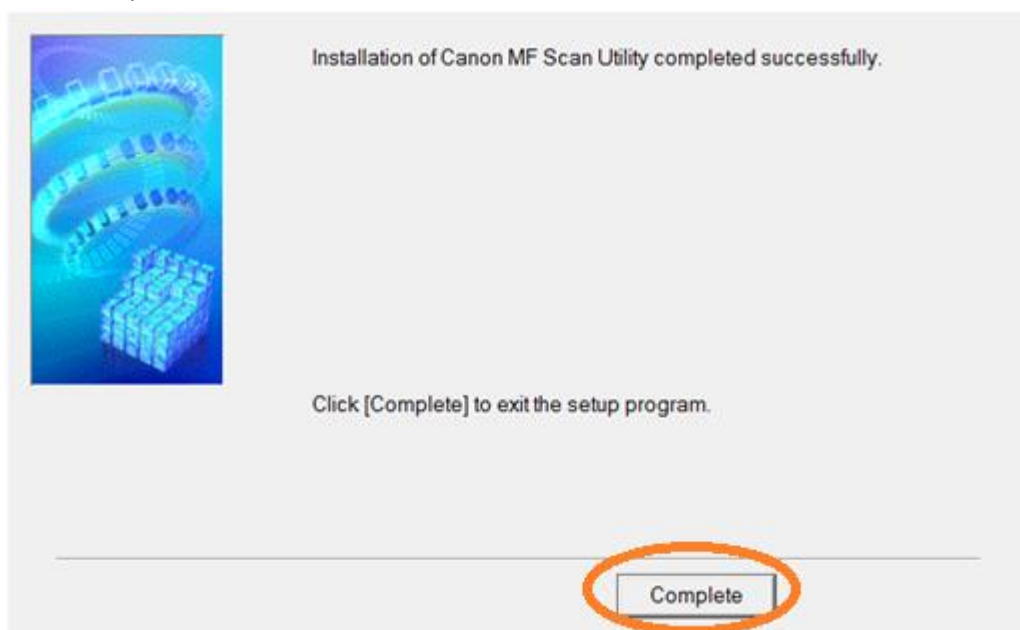 Installation of Canon MF Scan Utility completed successfully.
Click [Complete] to exit the setup program.
Complete